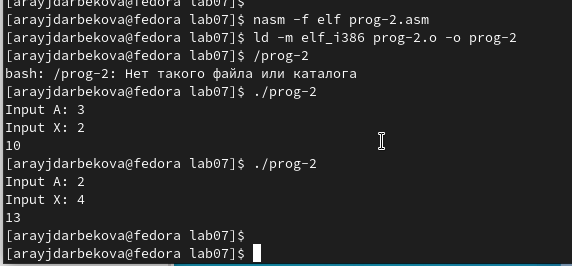 [arayjdarbekova@fedora lab07]$
[arayjdarbekova@fedora lab07]$ nasm -f elf prog-2.asm
[arayjdarbekova@fedora lab07]$ ld -m elf_i386 prog-2.o -o prog-2
[arayjdarbekova@fedora lab07]$ /prog-2
bash: /prog-2: Нет такого файла или каталога
[arayjdarbekova@fedora lab07]$ ./prog-2
Input A: 3
Input X: 2
10
[arayjdarbekova@fedora lab07]$ ./prog-2
Input A: 2
Input X: 4
13
[arayjdarbekova@fedora lab07]$
[arayjdarbekova@fedora lab07]$